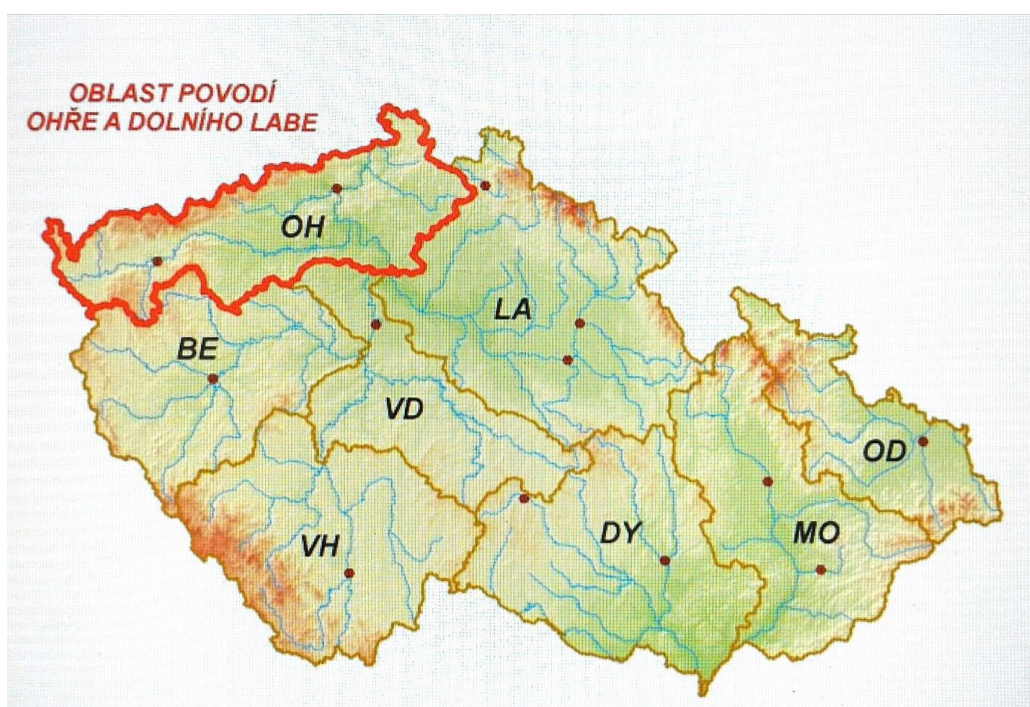 OBLAST POVODÍ
OHŘE A DOLNÍHO LABE
OH
LA
BE
VD
OD
VH
DY
MO